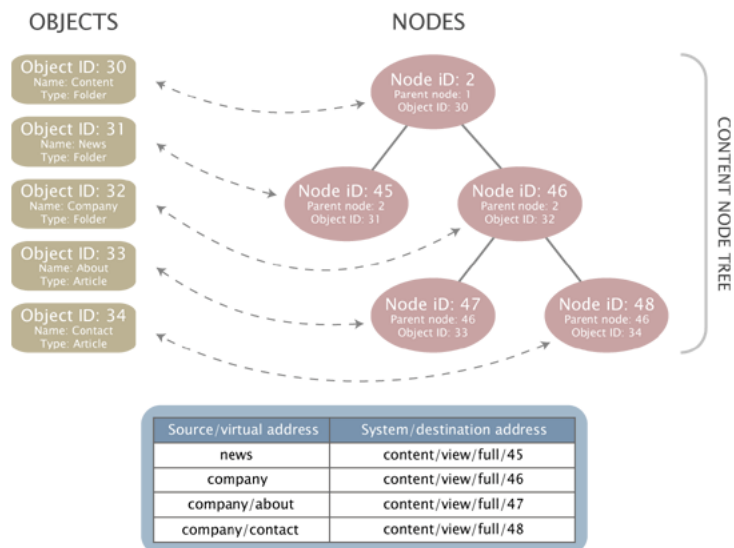 OBJECTS
NODES
Object ID: 30
Name: Content
Type: Folder
Object ID: 31
Name: News
Type: Folder
Object ID: 32
Name: Company
Type: Folder
Object ID: 33
Name: About
Type: Article
Object ID: 34
Name: Contact
Type: Article
Node iD: 2
Parent node: 1
Object ID: 30
Node iD: 45
Parent node: 2
Object ID: 31
Node iD: 46
Parent node: 2
Object ID: 32
Node iD: 47
Parent node: 46
Object ID: 33
Node iD: 48
Parent node: 46
Object ID: 34
CONTENT NODE TREE
Source/virtual address System/destination address
news content/view/full/45
company content/view/full/46
company/about content/view/full/47
company/contact content/view/full/48